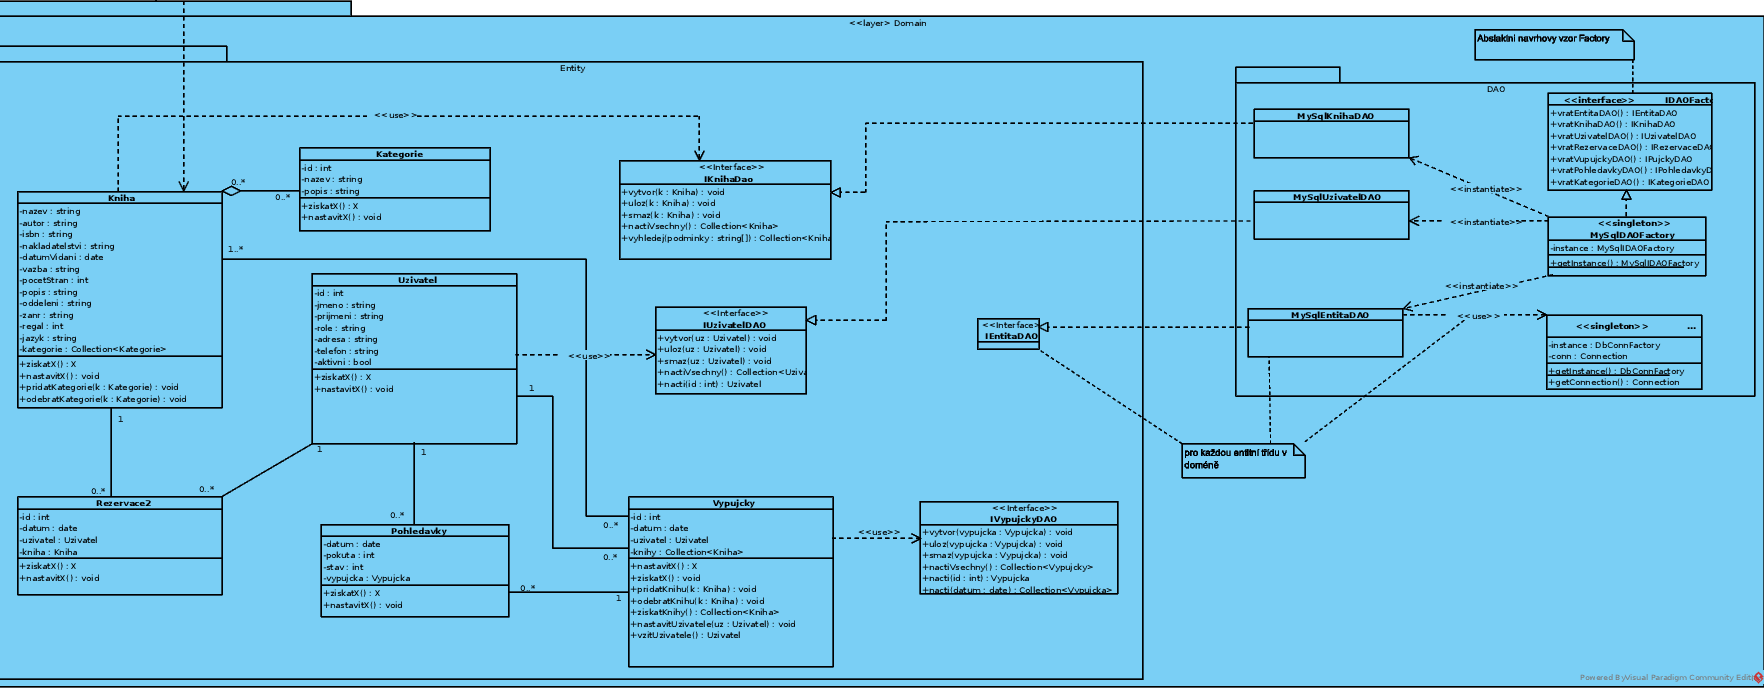 <<layer> Domain
Abstaktni navrhovy vzor Factory
Entity
DAO
<<use>>
Kategorie
-id : int
-nazev : string
-popis : string
+ziskatX() : X
+nastavitX() : void
0..*
0..*
Kniha
-nazev : string
-autor : string
-isbn : string
-nakladatelstvi : string
-datumVidani : date
-vazba : string
-pocetStran : int
-popis : string
-oddeleni : string
-zanr : string
-regal : int
-jazyk : string
-kategorie : Collection<Kategorie>
+ziskatX() : X
+nastavitX() : void
+pridatKategorie(k : Kategorie) : void
+odebratKategorie(k : Kategorie) : void
1..*
<<Interface>>
IKnihaDao
+vytvor(k : Kniha) : void
+uloz(k : Kniha) : void
+smaz(k : Kniha) : void
+nactiVsechny() : Collection<Kniha>
+vyhledej(podminky : string[]) : Collection<Kniha
MySqlKnihaDAO
MySqlUzivatelDAO
<<interface>> IDAOFact
+vratEntitaDAO() : IEntitaDAO
+vratKnihaDAO() : IKnihaDAO
+vratUzivatelDAO() : IUzivatelDAO
+vratRezervaceDAO() : IRezervaceDA
+vratVupujckyDAO() : IPujckyDAO
+vratPohledavkyDAO() : IPohledavkyD
+vratKategorieDAO() : IKategorieDAO
<<instantiate>>
<<instantiate>>
<<singleton>>
MySqlDAOFactory
-instance : MySqlDAOFactory
+getInstance() : MySqlDAOFactory
<<instantiate>>
Uzivatel
-id : int
-jmeno : string
-prijmeni : string
-role : string
-adresa : string
-telefon : string
-aktivni : bool
+ziskatX() : X
+nastavitX() : void
<<use>>
<<Interface>>
IUzivatelDAO
+vytvor(uz : Uzivatel) : void
+uloz(uz : Uzivatel) : void
+smaz(uz : Uzivatel) : void
+nactiVsechny() : Collection<Uziva
+nacti(id : int) : Uzivatel
<<Interface>
IEntitaDAO
MySqlEntitaDAO
<<use>>
<<singleton>> ...
-instance : DbConnFactory
-conn : Connection
+getInstance() : DbConnFactory
+getConnection() : Connection
1
1
1
1
pro každou entitní třídu v
doméně
0..*
0..*
0..*
0..*
0..*
Rezervace2
-id : int
-datum : date
-uzivatel : Uzivatel
-kniha : Kniha
+ziskatX() : X
+nastavitX() : void
Pohledavky
-datum : date
-pokuta : int
-stav : int
-vypujcka : Vypujcka
+ziskatX() : X
+nastavitX() : void
0..*
1
Vypujcky
-id : int
-datum : date
-uzivatel : Uzivatel
-knihy : Collection<Kniha>
+nastavitX() : X
+ziskatX() : void
+pridatKnihu(k : Kniha) : void
+odebratKnihu(k : Kniha) : void
+ziskatKnihy() : Collection<Kniha>
+nastavitUzivatele(uz : Uzivatel) : void
+vzitUzivatele() : Uzivatel
<<use>>
<<Interface>>
IVypujckyDAO
+vytvor(vypujcka : Vypujcka) : void
+uloz(vypujcka : Vypujcka) : void
+smaz(vypujcka : Vypujcka) : void
+nactiVsechny() : Collection<Vypujcky>
+nacti(id : int) : Vypujcka
+nacti(datum : date) : Collection<Vypujcka>
Powered By Visual Paradigm Community Edit